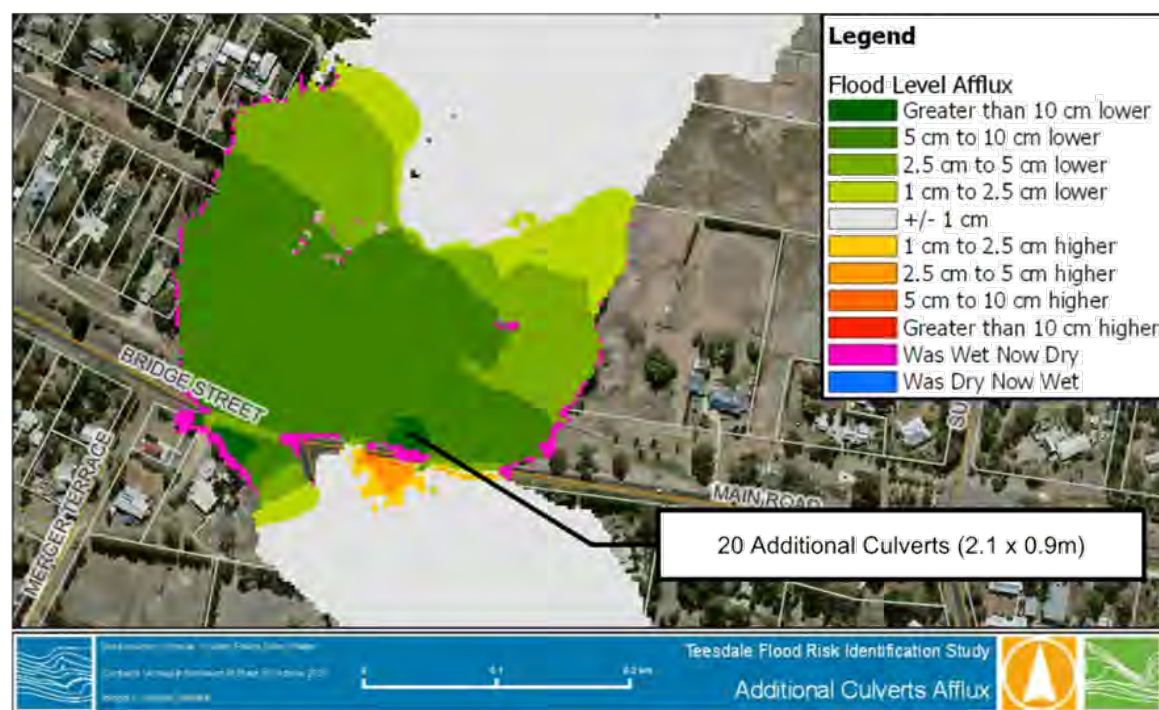 Legend
Flood Level Afflux
Greater than 10 cm lower
5 cm to 10 cm lower
2.5 cm to 5 cm lower
1 cm to 2.5 cm lower
+/- 1 cm
1 cm to 2.5 cm higher
2.5 cm to 5 cm higher
5 cm to 10 cm higher
Greater than 10 cm higher
Was Wet Now Dry
Was Dry Now Wet
BRIDGE STREET
MERCER TERRACE
MAIN ROAD
SU
20 Additional Culverts (2.1 x 0.9m)
0 0.1 0.2 km
Teesdale Flood Risk Identification Study
Additional Culverts Afflux